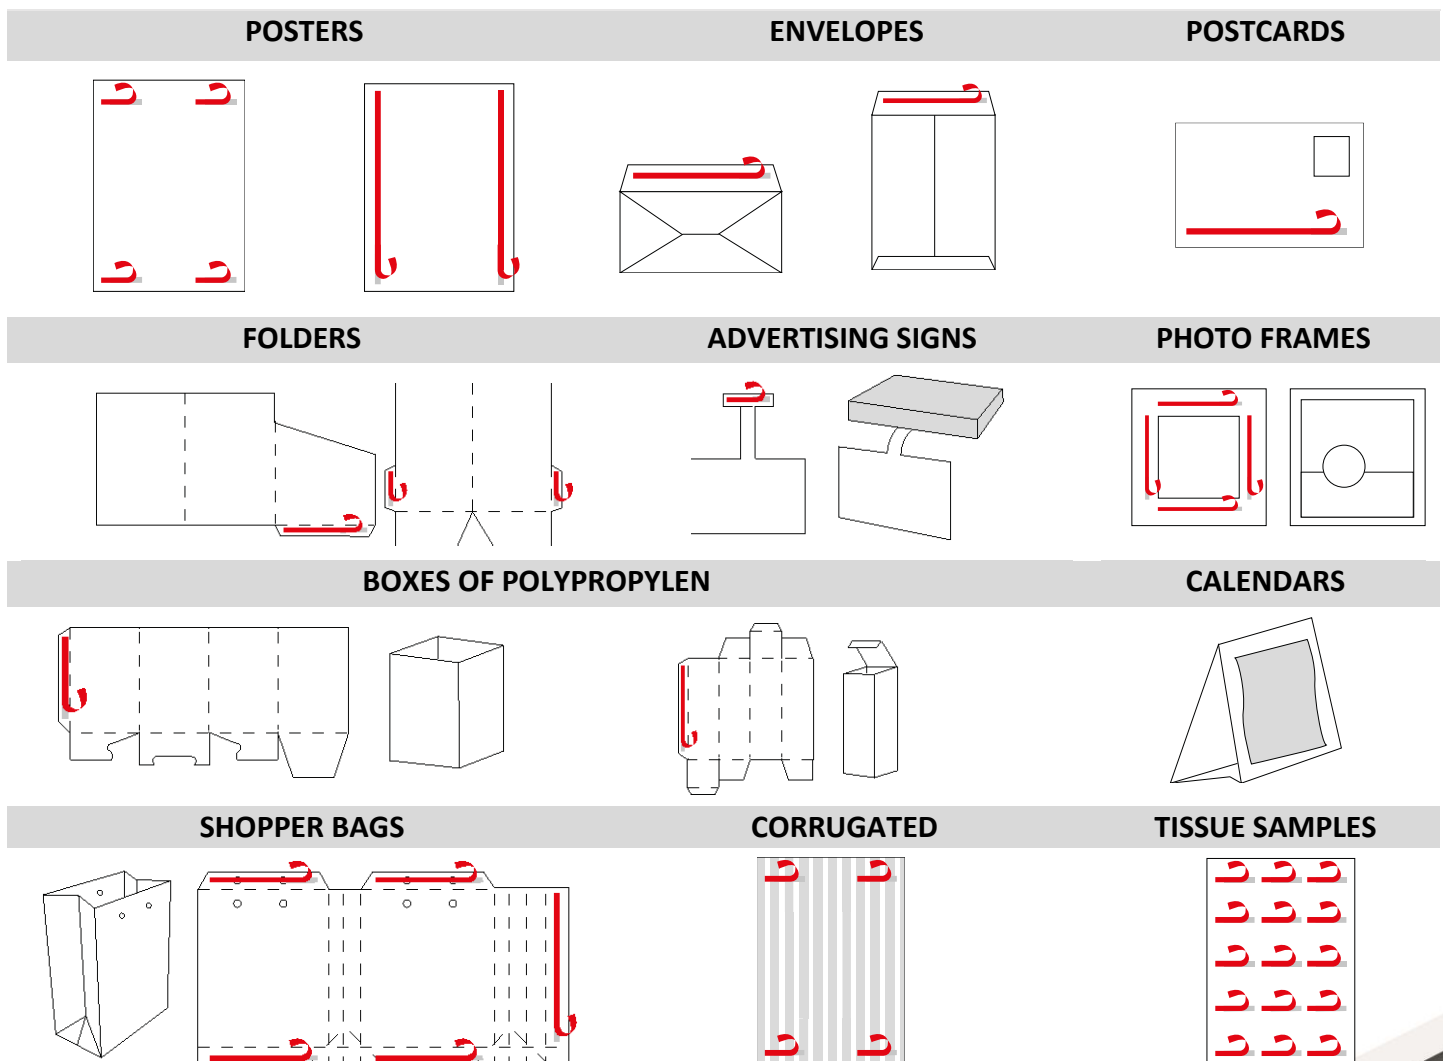 POSTERS
ENVELOPES
POSTCARDS
FOLDERS
ADVERTISING SIGNS
PHOTO FRAMES
BOXES OF POLYPROPYLEN
CALENDARS
SHOPPER BAGS
CORRUGATED
TISSUE SAMPLES